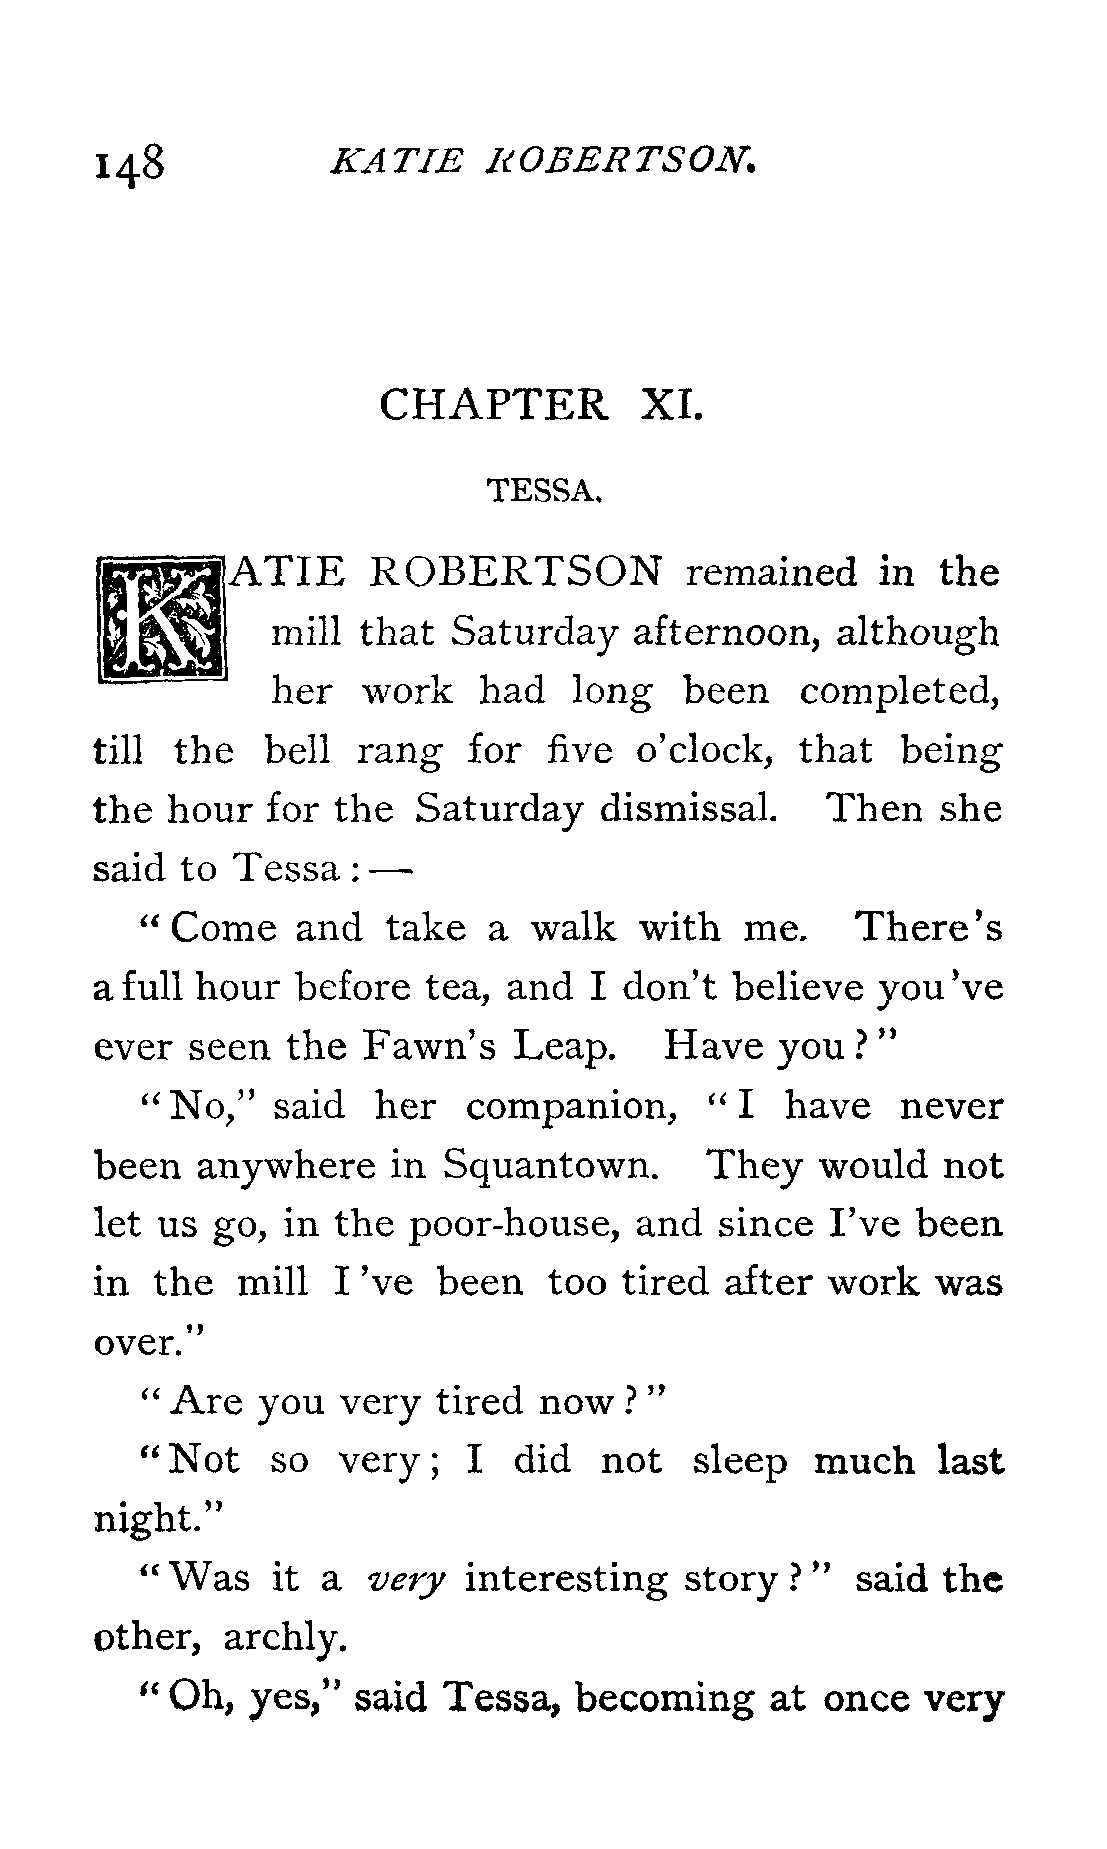 148 KATIE ROBERTSON.
CHAPTER XI.
TESSA.
KATIE ROBERTSON remained in the
mill that Saturday afternoon, although
her work had long been completed,
till the bell rang for five o'clock, that being
the hour for the Saturday dismissal. Then she
said to Tessa:—
"Come and take a walk with me. There's
a full hour before tea, and I don't believe you've
ever seen the Fawn's Leap. Have you?"
"No," said her companion, "I have never
been anywhere in Squantown. They would not
let us go, in the poor-house, and since I've been
in the mill I've been too tired after work was
over."
"Are you very tired now?"
"Not so very; I did not sleep much last
night."
"Was it a very interesting story?" said the
other, archly.
"Oh, yes," said Tessa, becoming at once very